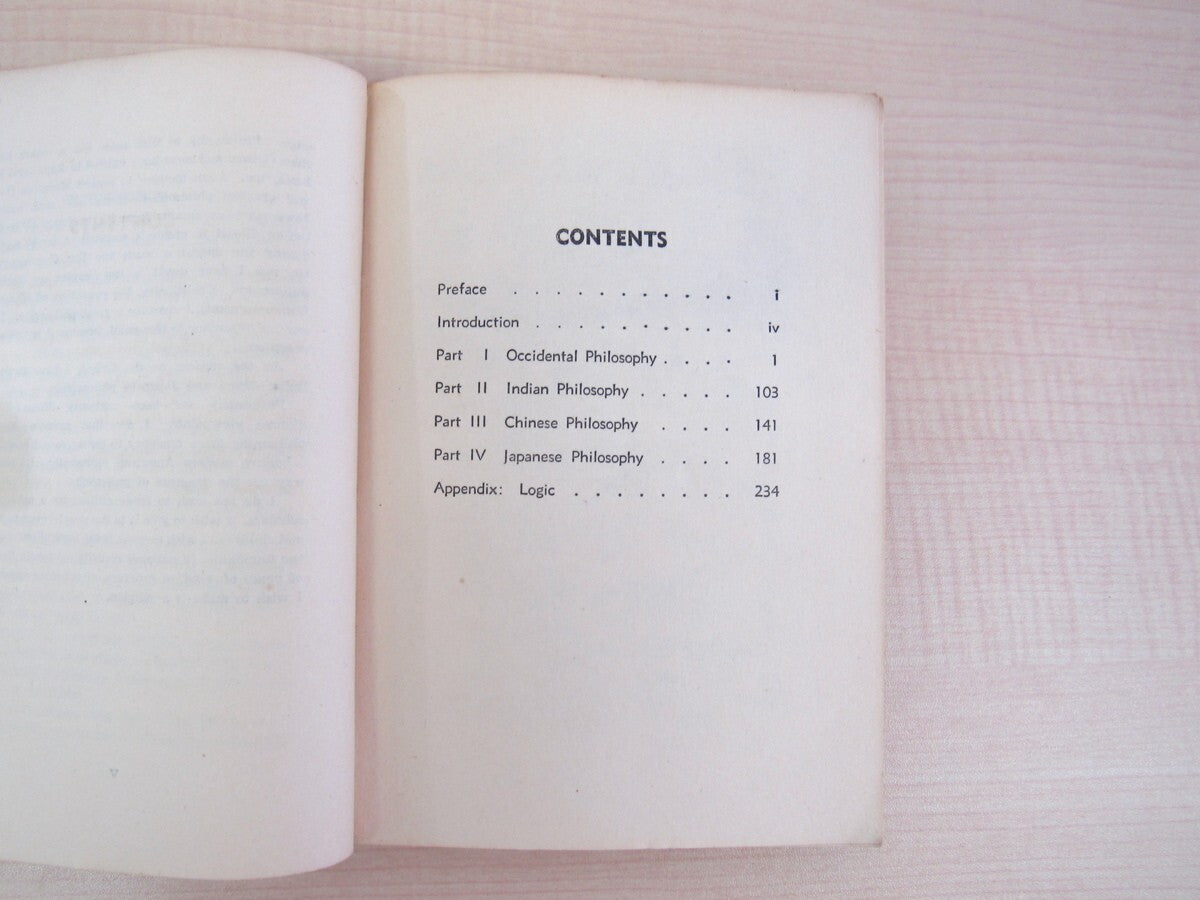 CONTENTS
Preface . . . . . . . . . . . i
Introduction . . . . . . . . . . iv
Part I Occidental Philosophy . . . . 1
Part II Indian Philosophy . . . . . 103
Part III Chinese Philosophy . . . . 141
Part IV Japanese Philosophy . . . . 181
Appendix: Logic . . . . . . . . 234